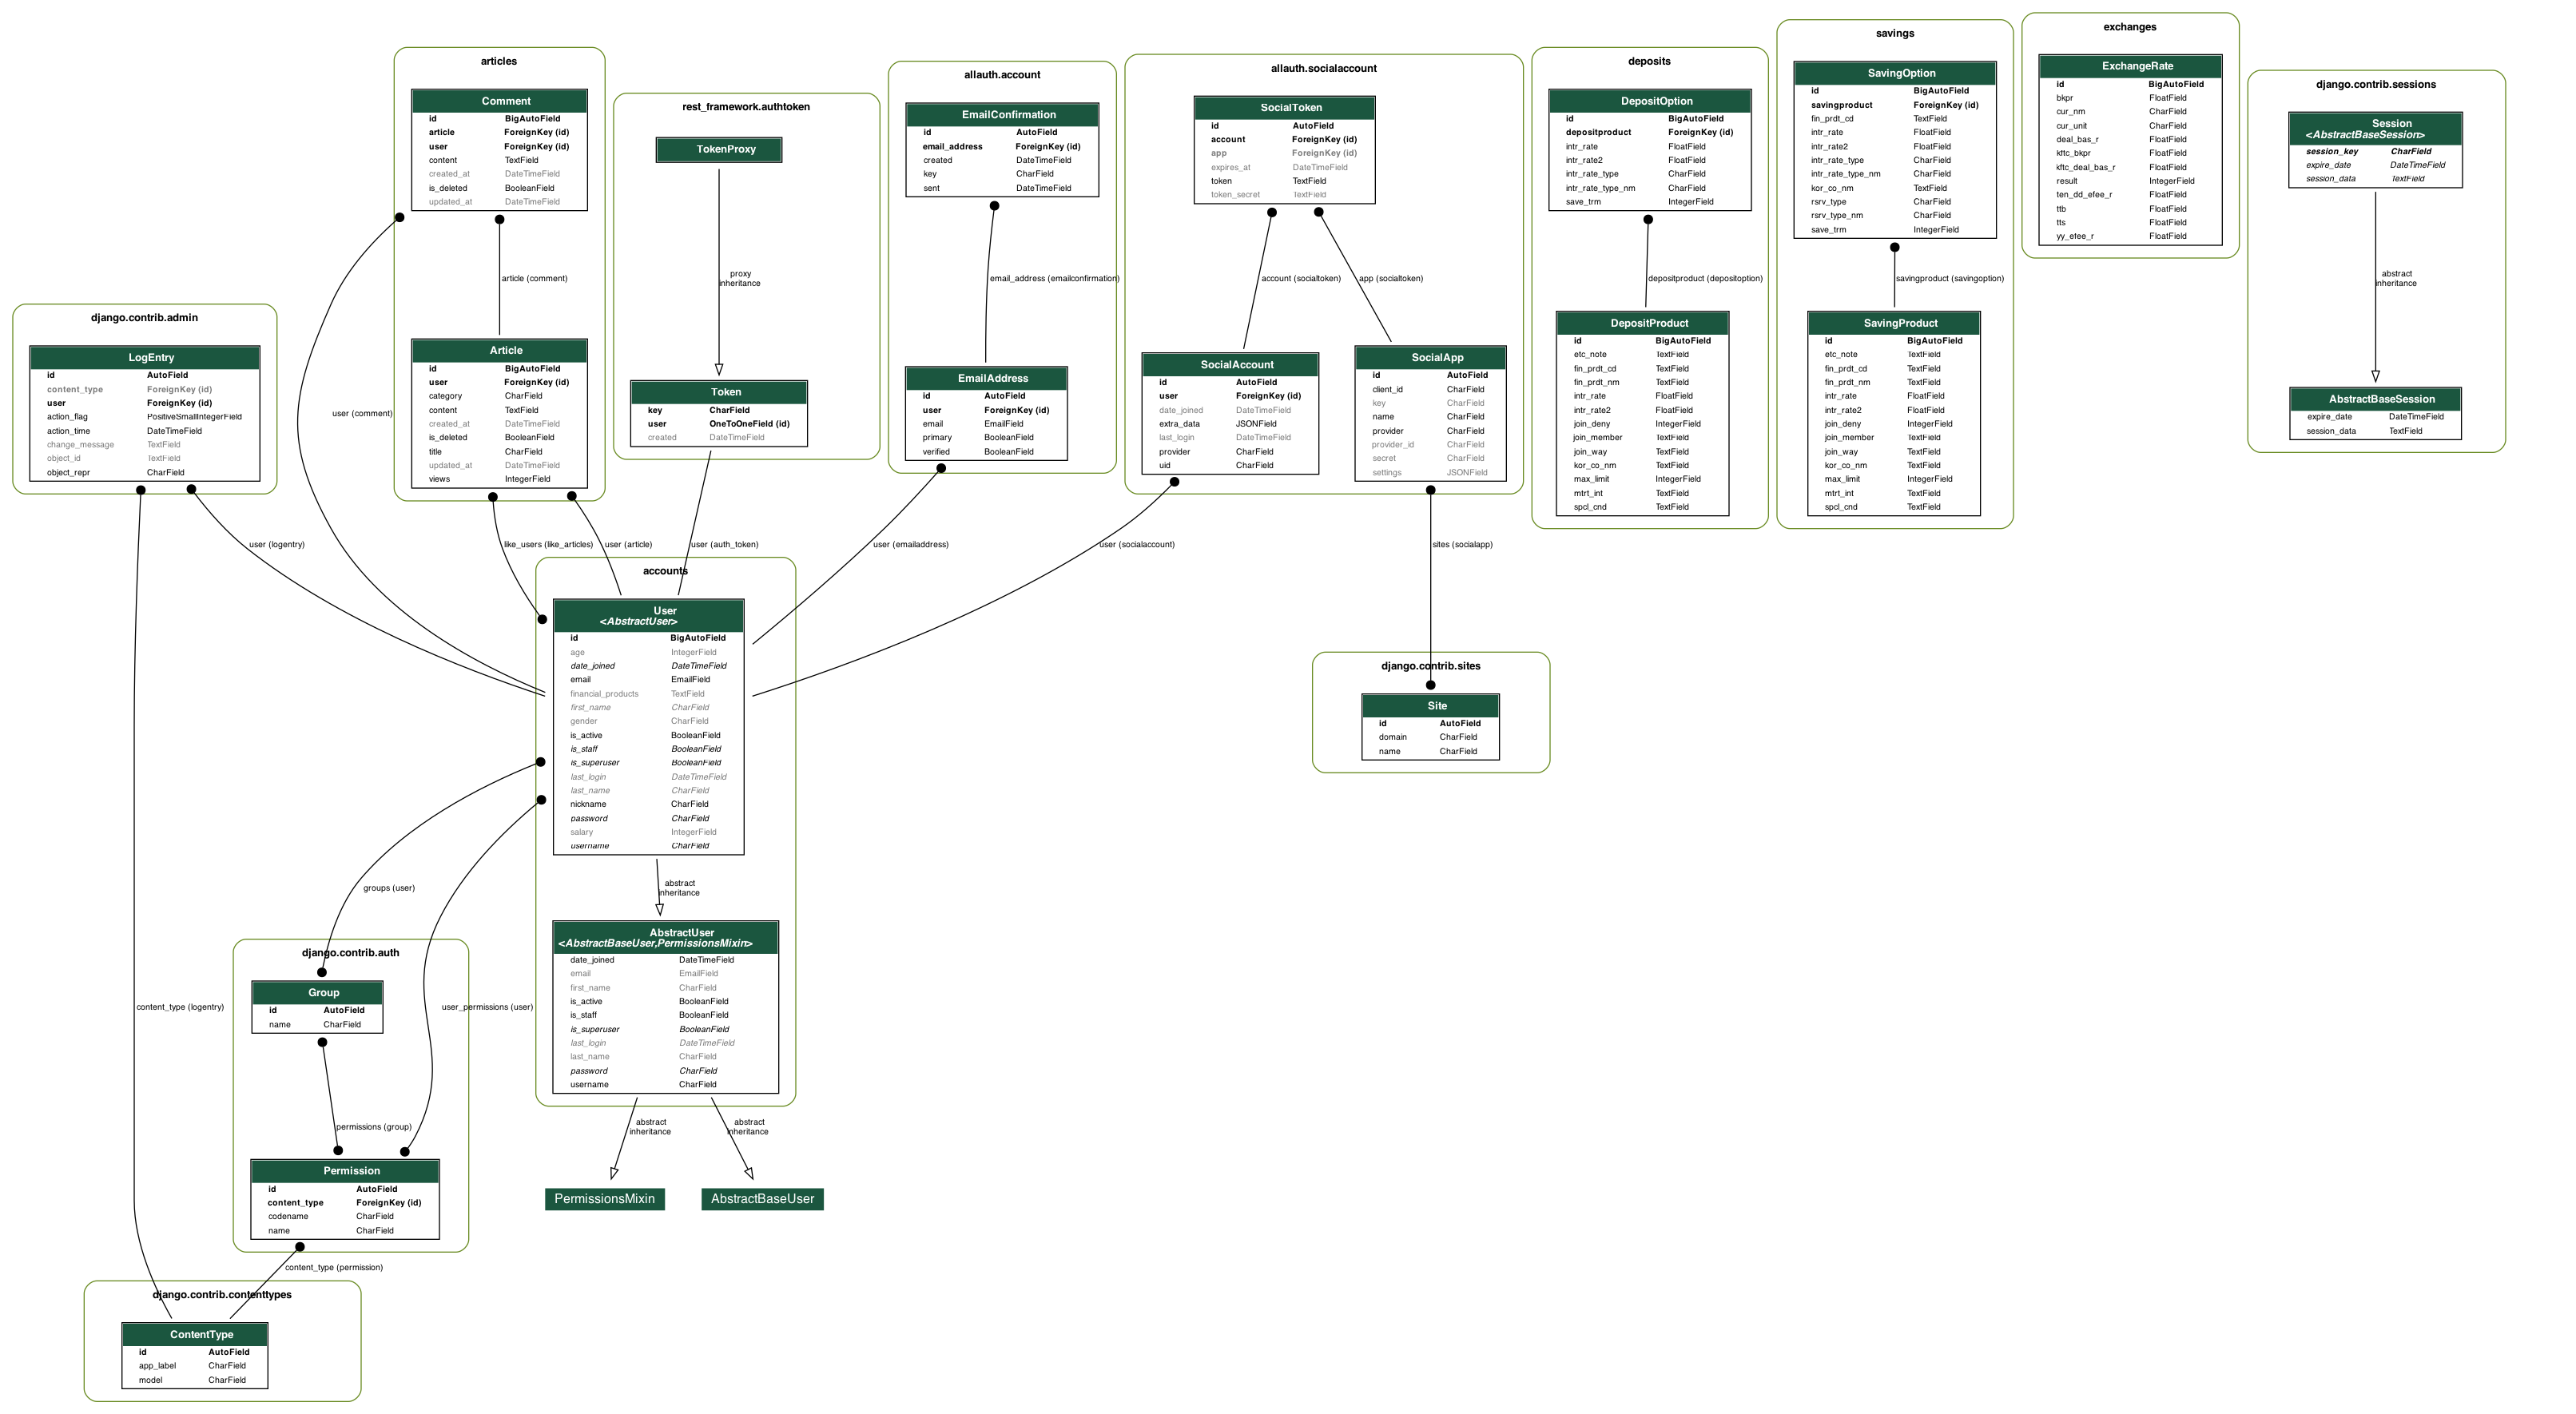 articles
Comment
id BigAutoField
article ForeignKey (id)
user ForeignKey (id)
content TextField
created_at DateTimeField
is_deleted BooleanField
updated_at DateTimeField
article (comment)
Article
id BigAutoField
user ForeignKey (id)
category CharField
content TextField
created_at DateTimeField
is_deleted BooleanField
title CharField
updated_at DateTimeField
views IntegerField
rest_framework.authtoken
TokenProxy
proxy
inheritance
Token
key CharField
user OneToOneField (id)
created DateTimeField
allauth.account
EmailConfirmation
id AutoField
email_address ForeignKey (id)
created DateTimeField
key CharField
sent DateTimeField
email_address (emailconfirmation)
EmailAddress
id AutoField
user ForeignKey (id)
email EmailField
primary BooleanField
verified BooleanField
allauth.socialaccount
SocialToken
id AutoField
account ForeignKey (id)
app ForeignKey (id)
expires_at DateTimeField
token TextField
token_secret TextField
account (socialtoken)
app (socialtoken)
SocialAccount
id AutoField
user ForeignKey (id)
date_joined DateTimeField
extra_data JSONField
last_login DateTimeField
provider CharField
uid CharField
SocialApp
id AutoField
client_id CharField
key CharField
name CharField
provider CharField
provider_id CharField
secret CharField
settings JSONField
deposits
DepositOption
id BigAutoField
depositproduct ForeignKey (id)
intr_rate FloatField
intr_rate2 FloatField
intr_rate_type CharField
intr_rate_type_nm CharField
save_trm IntegerField
depositproduct (depositoption)
DepositProduct
id BigAutoField
etc_note TextField
fin_prdt_cd TextField
fin_prdt_nm TextField
intr_rate FloatField
intr_rate2 FloatField
join_deny IntegerField
join_member TextField
join_way TextField
kor_co_nm TextField
max_limit IntegerField
mtrt_int TextField
spcl_cnd TextField
savings
SavingOption
id BigAutoField
savingproduct ForeignKey (id)
fin_prdt_cd TextField
intr_rate FloatField
intr_rate2 FloatField
intr_rate_type CharField
intr_rate_type_nm CharField
kor_co_nm TextField
rsrv_type CharField
rsrv_type_nm CharField
save_trm IntegerField
savingproduct (savingoption)
SavingProduct
id BigAutoField
etc_note TextField
fin_prdt_cd TextField
fin_prdt_nm TextField
intr_rate FloatField
intr_rate2 FloatField
join_deny IntegerField
join_member TextField
join_way TextField
kor_co_nm TextField
max_limit IntegerField
mtrt_int TextField
spcl_cnd TextField
exchanges
ExchangeRate
id BigAutoField
bkpr FloatField
cur_nm CharField
cur_unit CharField
deal_bas_r FloatField
kftc_bkpr FloatField
kftc_deal_bas_r FloatField
result IntegerField
ten_dd_efee_r FloatField
ttb FloatField
tts FloatField
yy_efee_r FloatField
django.contrib.sessions
Session
<AbstractBaseSession>
session_key CharField
expire_date DateTimeField
session_data TextField
abstract
inheritance
AbstractBaseSession
expire_date DateTimeField
session_data TextField
django.contrib.admin
LogEntry
id AutoField
content_type ForeignKey (id)
user ForeignKey (id)
action_flag PositiveSmallIntegerField
action_time DateTimeField
change_message TextField
object_id TextField
object_repr CharField
user (comment)
user (logentry)
like_users (like_articles)
user (article)
user (auth_token)
user (emailaddress)
user (socialaccount)
sites (socialapp)
accounts
User
<AbstractUser>
id BigAutoField
age IntegerField
date_joined DateTimeField
email EmailField
financial_products TextField
first_name CharField
gender CharField
is_active BooleanField
is_staff BooleanField
is_superuser BooleanField
last_login DateTimeField
last_name CharField
nickname CharField
password CharField
salary IntegerField
username CharField
abstract
inheritance
AbstractUser
<AbstractBaseUser,PermissionsMixin>
date_joined DateTimeField
email EmailField
first_name CharField
is_active BooleanField
is_staff BooleanField
is_superuser BooleanField
last_login DateTimeField
last_name CharField
password CharField
username CharField
abstract
inheritance
abstract
inheritance
PermissionsMixin
AbstractBaseUser
django.contrib.sites
Site
id AutoField
domain CharField
name CharField
groups (user)
user_permissions (user)
content_type (logentry)
django.contrib.auth
Group
id AutoField
name CharField
permissions (group)
Permission
id AutoField
content_type ForeignKey (id)
codename CharField
name CharField
content_type (permission)
django.contrib.contenttypes
ContentType
id AutoField
app_label CharField
model CharField